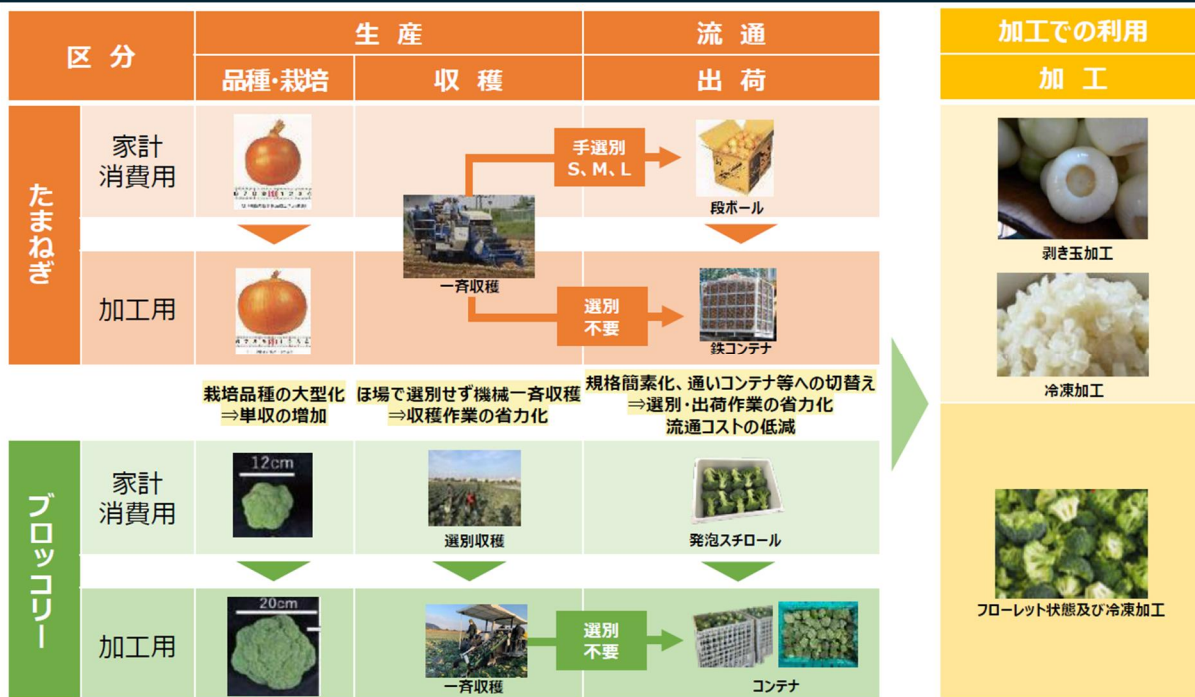 区 分
生 産
流 通
品種・栽培
収 穫
出 荷
加工での利用
加 工
たまねぎ
家計
消費用
手選別
S、M、L
段ボール
一斉収穫
加工用
選別
不要
鉄コンテナ
剥き玉加工
冷凍加工
栽培品種の大型化
⇒単収の増加
ほ場で選別せず機械一斉収穫
⇒収穫作業の省力化
規格簡素化、通いコンテナ等への切替え
⇒選別・出荷作業の省力化
流通コストの低減
ブロッコリー
家計
消費用
12cm
選別収穫
発泡スチロール
加工用
20cm
一斉収穫
選別
不要
コンテナ
フローレット状態及び冷凍加工